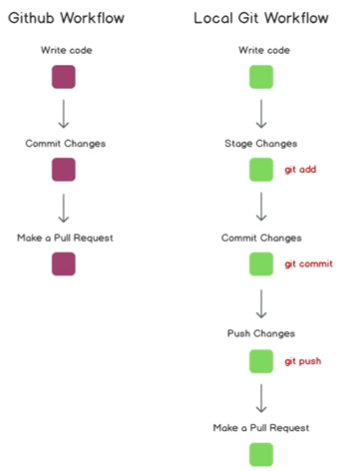 Github Workflow
Write code
Commit Changes
Make a Pull Request
Local Git Workflow
Write code
Stage Changes
git add
Commit Changes
git commit
Push Changes
git push
Make a Pull Request